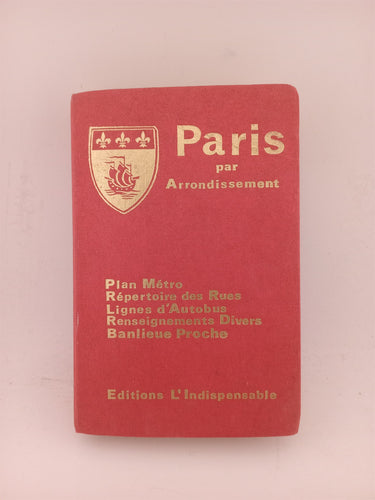 Paris
par
Arrondissement
Plan Métro
Répertoire des Rues
Lignes d'Autobus
Renseignements Divers
Banlieue Proche
Editions L'Indispensable